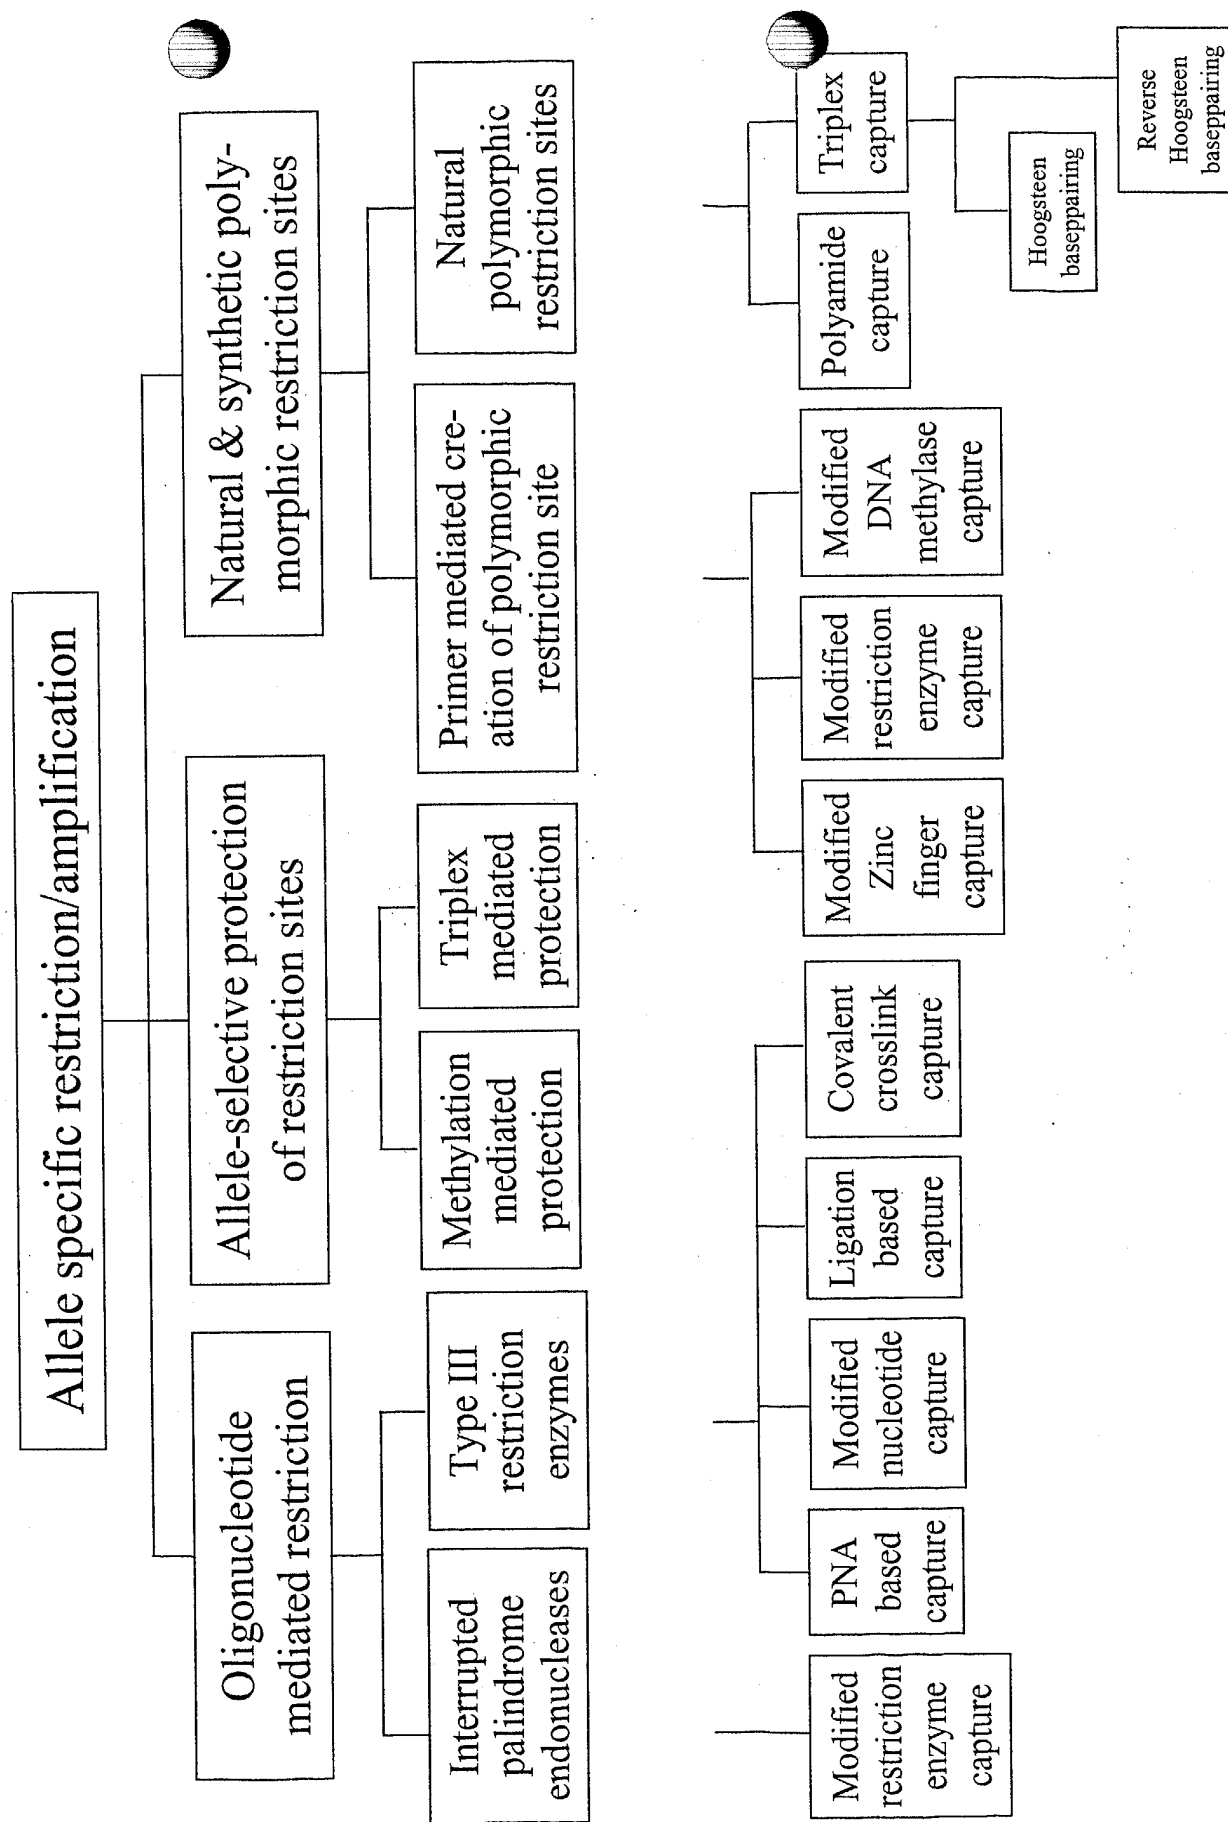 Allele specific restriction/amplification
Oligonucleotide
mediated restriction
Allele-selective protection
of restriction sites
Natural & synthetic poly-
morphic restriction sites
Interrupted
palindrome
endonucleases
Type III
restriction
enzymes
Methylation
mediated
protection
Triplex
mediated
protection
Primer mediated cre-
ation of polymorphic
restriction site
Natural
polymorphic
restriction sites
Modified
restriction
enzyme
capture
PNA
based
capture
Modified
nucleotide
capture
Ligation
based
capture
Covalent
crosslink
capture
Modified
Zinc
finger
capture
Modified
restriction
enzyme
capture
Modified
DNA
methylase
capture
Polyamide
capture
Triplex
capture
Hoogsteen
baseppairing
Reverse
Hoogsteen
baseppairing